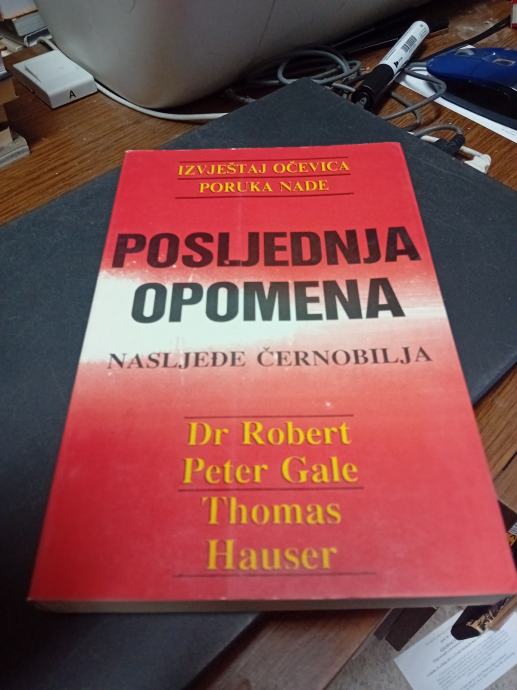 A
IZVJEŠTAJ OČEVICA
PORUKA NADE
POSLJEDNJA
OPOMENA
NASLJEĐE ČERNOBILJA
Dr Robert
Peter Gale
Thomas
Hauser